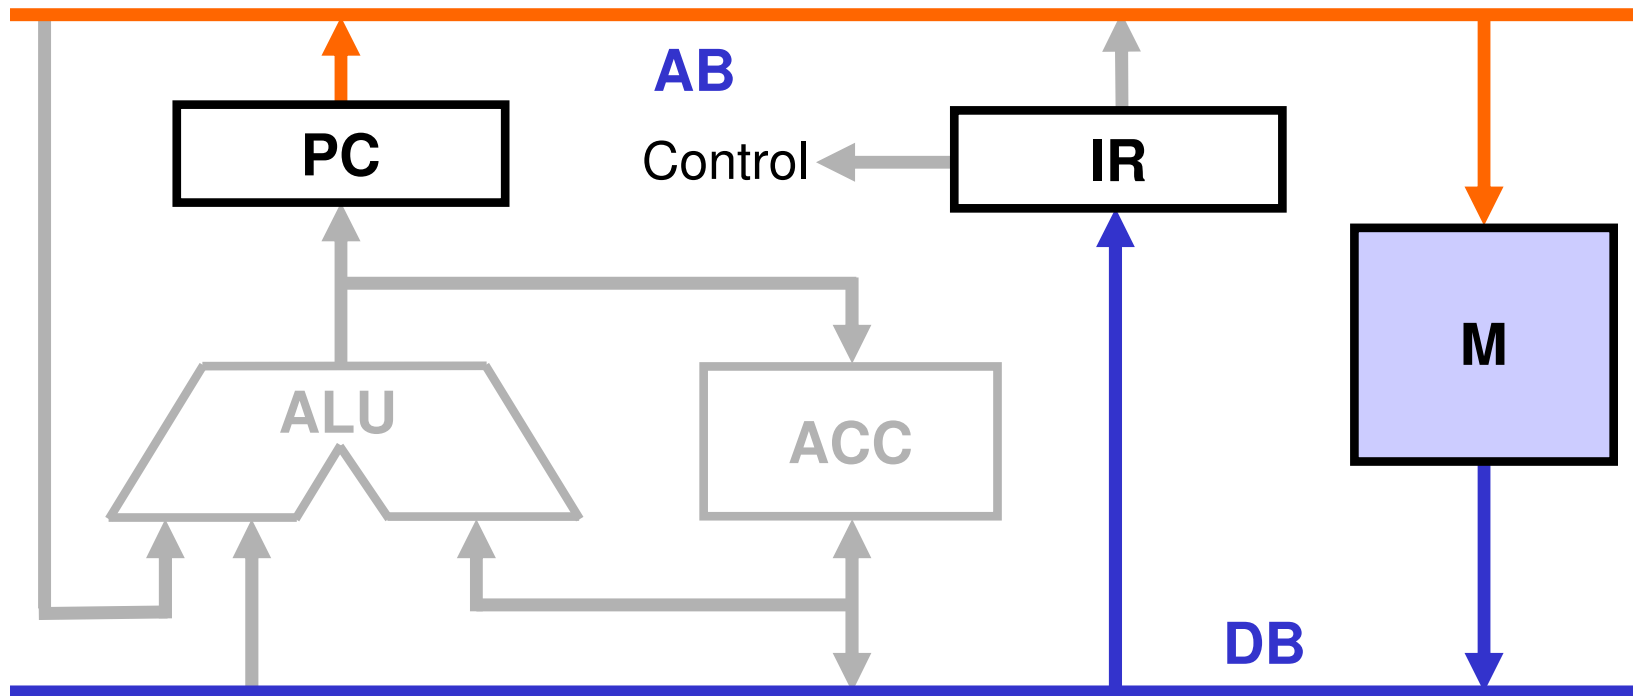 AB
PC
Control
IR
M
ALU
ACC
DB